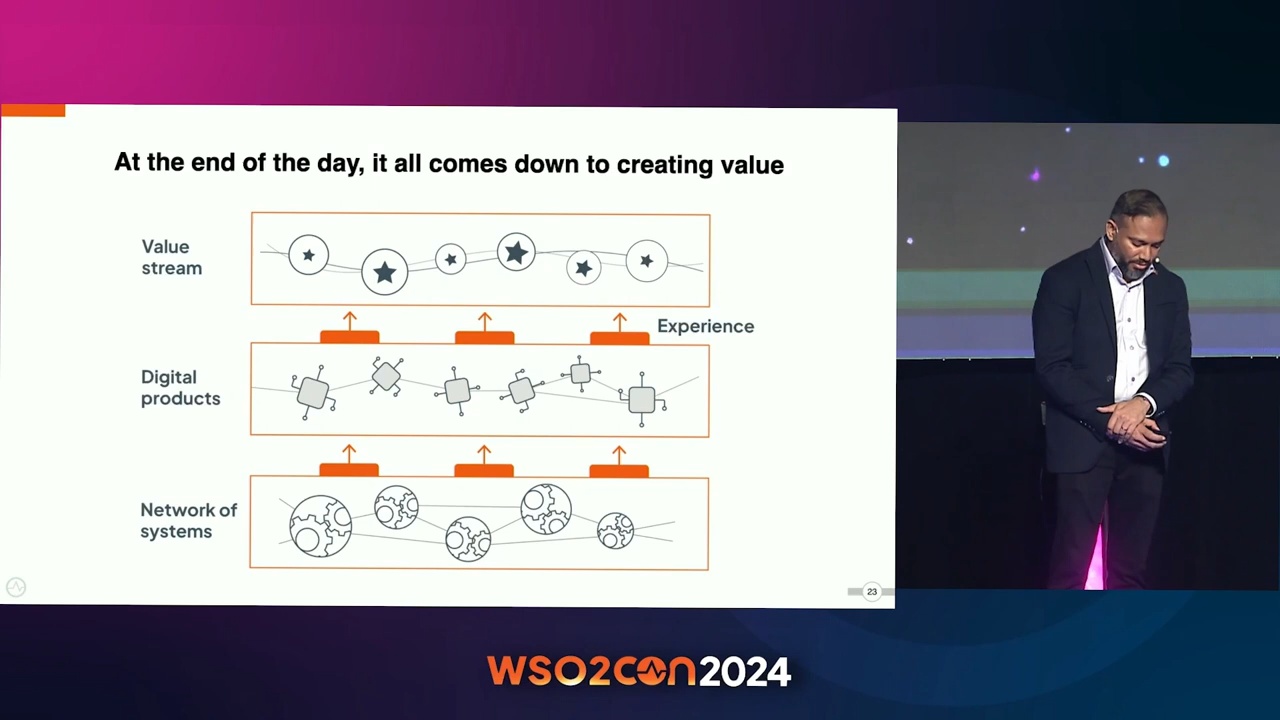 At the end of the day, it all comes down to creating value
Value
stream
Experience
Digital
products
Network of
systems
23
WSO2CON2024